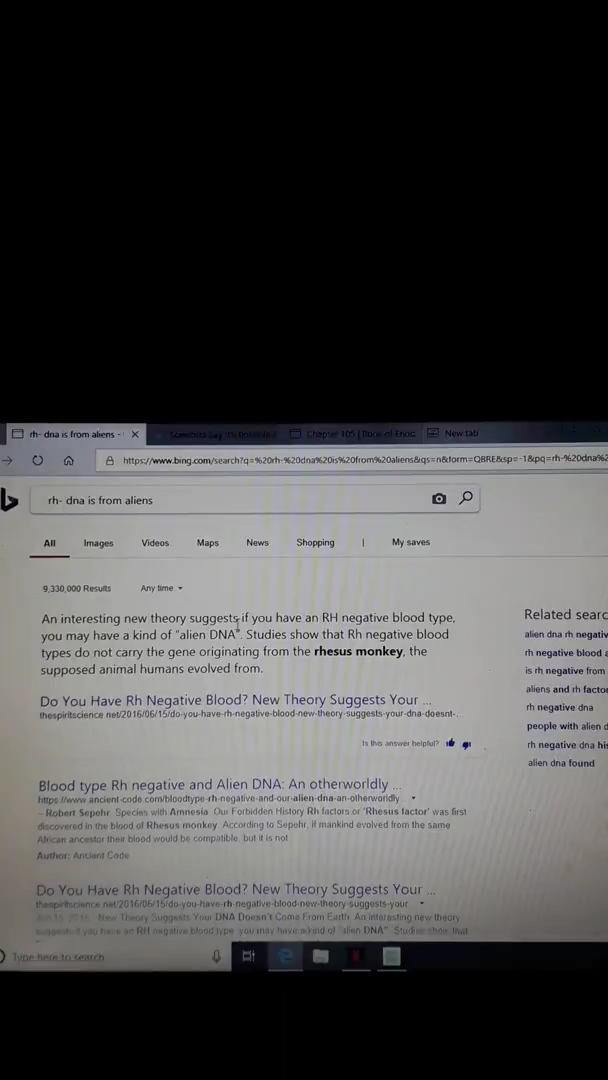 rh- dna is from aliens -
Scientists Say It's Possible
Chapter 105 | Book of Enoc
New tab
https://www.bing.com/search?q=%20rh-%20dna%20is%20from%20aliens&qs=n&form=QBRE&sp=-1&pq=rh-%20dna%2
rh- dna is from aliens
All Images Videos Maps News Shopping | My saves
9,330,000 Results Any time
An interesting new theory suggests if you have an RH negative blood type,
you may have a kind of "alien DNA". Studies show that Rh negative blood
types do not carry the gene originating from the rhesus monkey, the
supposed animal humans evolved from.
Do You Have Rh Negative Blood? New Theory Suggests Your ...
thespiritscience.net/2016/06/15/do-you-have-rh-negative-blood-new-theory-suggests-your-dna-doesnt-...
Is this answer helpful?
Blood type Rh negative and Alien DNA: An otherworldly ...
https://www.ancient-code.com/bloodtype-rh-negative-and-our-alien-dna-an-otherworldly...
– Robert Sepehr, Species with Amnesia: Our Forbidden History Rh factors or 'Rhesus factor' was first
discovered in the blood of Rhesus monkey. According to Sepehr, if mankind evolved from the same
African ancestor their blood would be compatible, but it is not.
Author: Ancient Code
Do You Have Rh Negative Blood? New Theory Suggests Your ...
thespiritscience.net/2016/06/15/do-you-have-rh-negative-blood-new-theory-suggests-your
Jun 15, 2016 · New Theory Suggests Your DNA Doesn't Come From Earth. An interesting new theory
suggests if you have an RH negative blood type, you may have a kind of "alien DNA". Studies show that
Related searc
alien dna rh negativ
rh negative blood a
is rh negative from
aliens and rh factor
rh negative dna
people with alien d
rh negative dna his
alien dna found
Type here to search